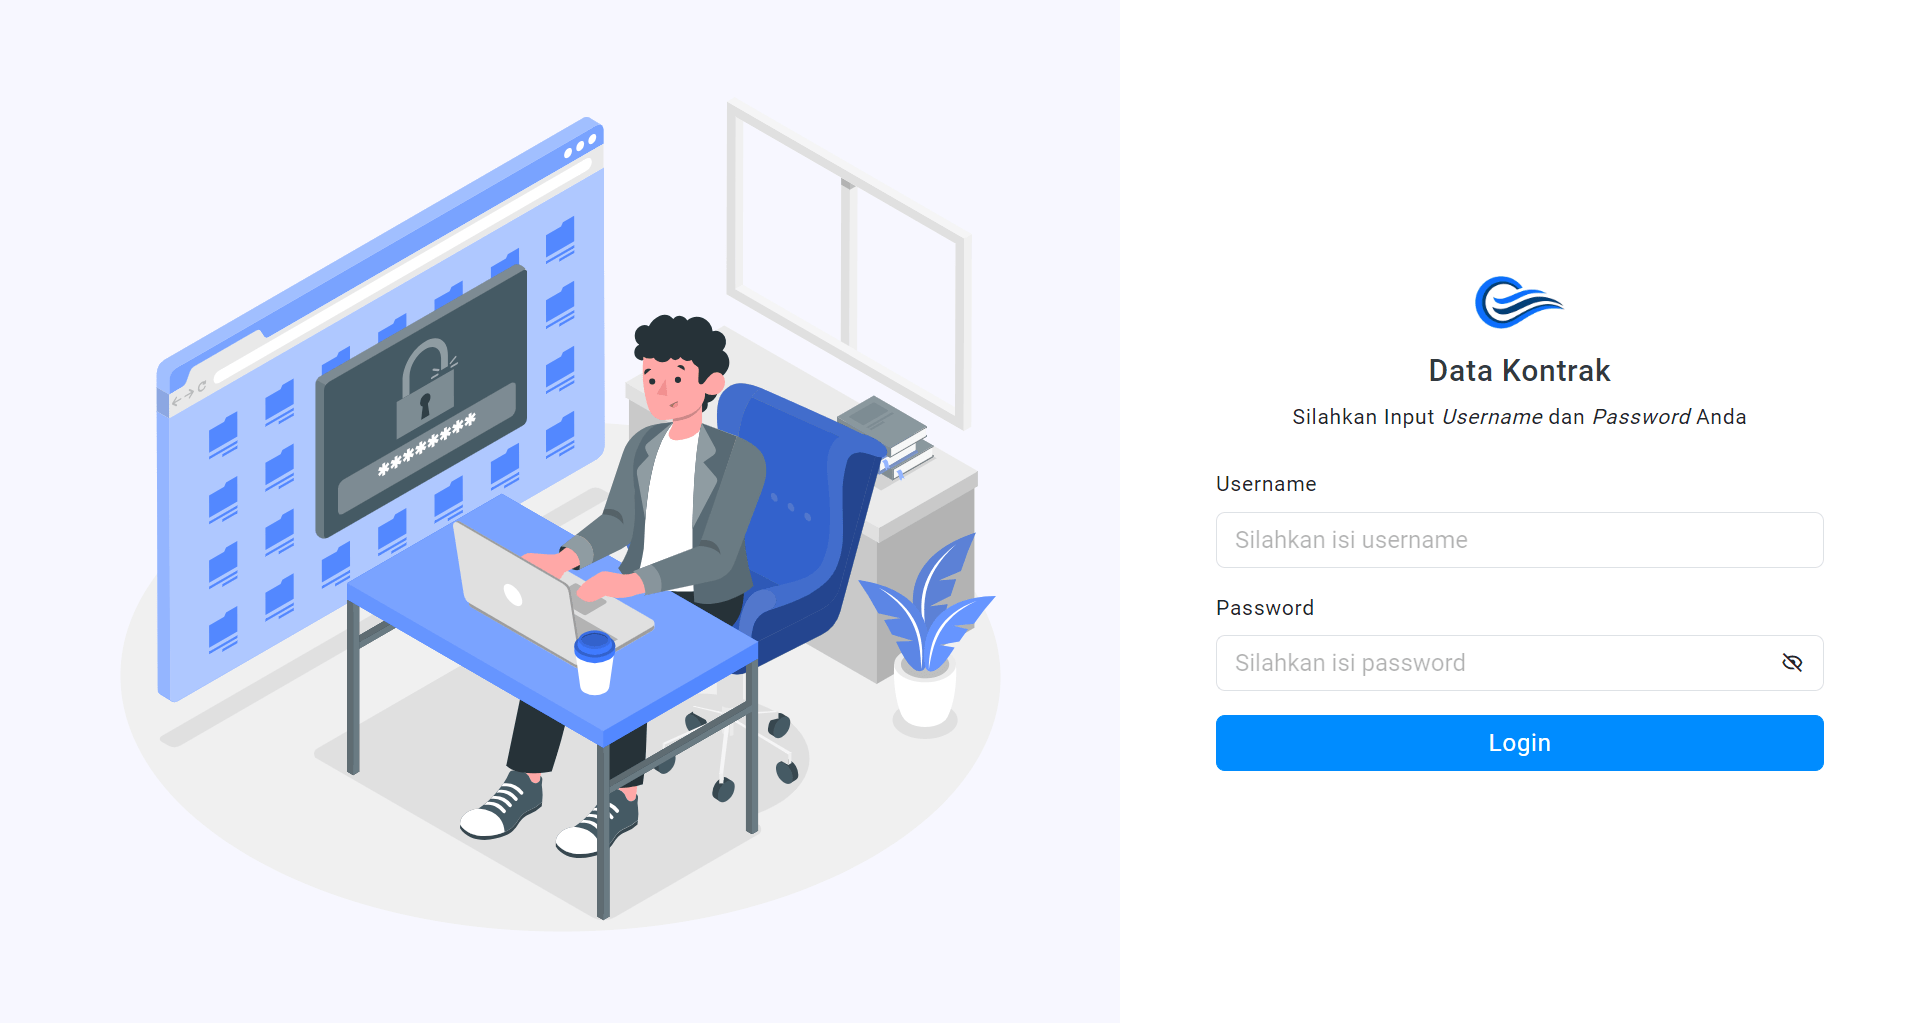 Data Kontrak
Silahkan Input Username dan Password Anda
Username
Silahkan isi username
Password
Silahkan isi password
Login